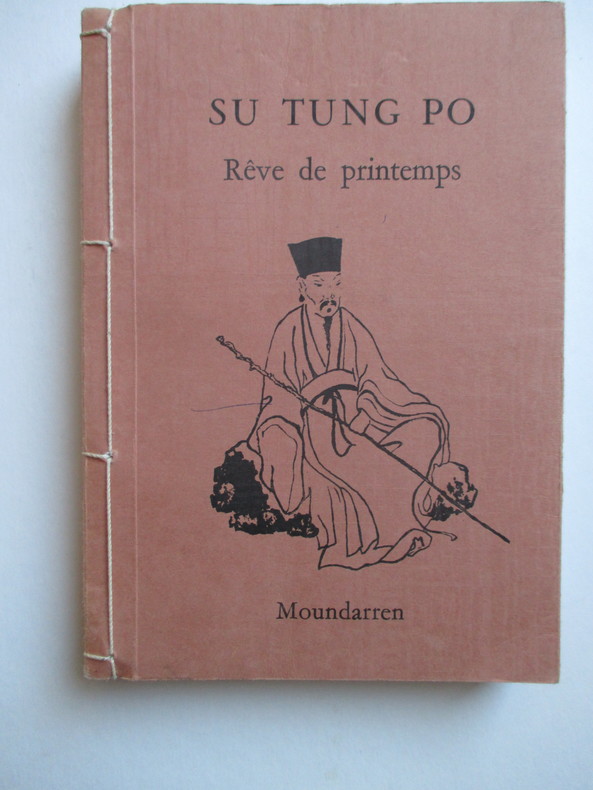 SU TUNG PO
Rêve de printemps
Moundarren